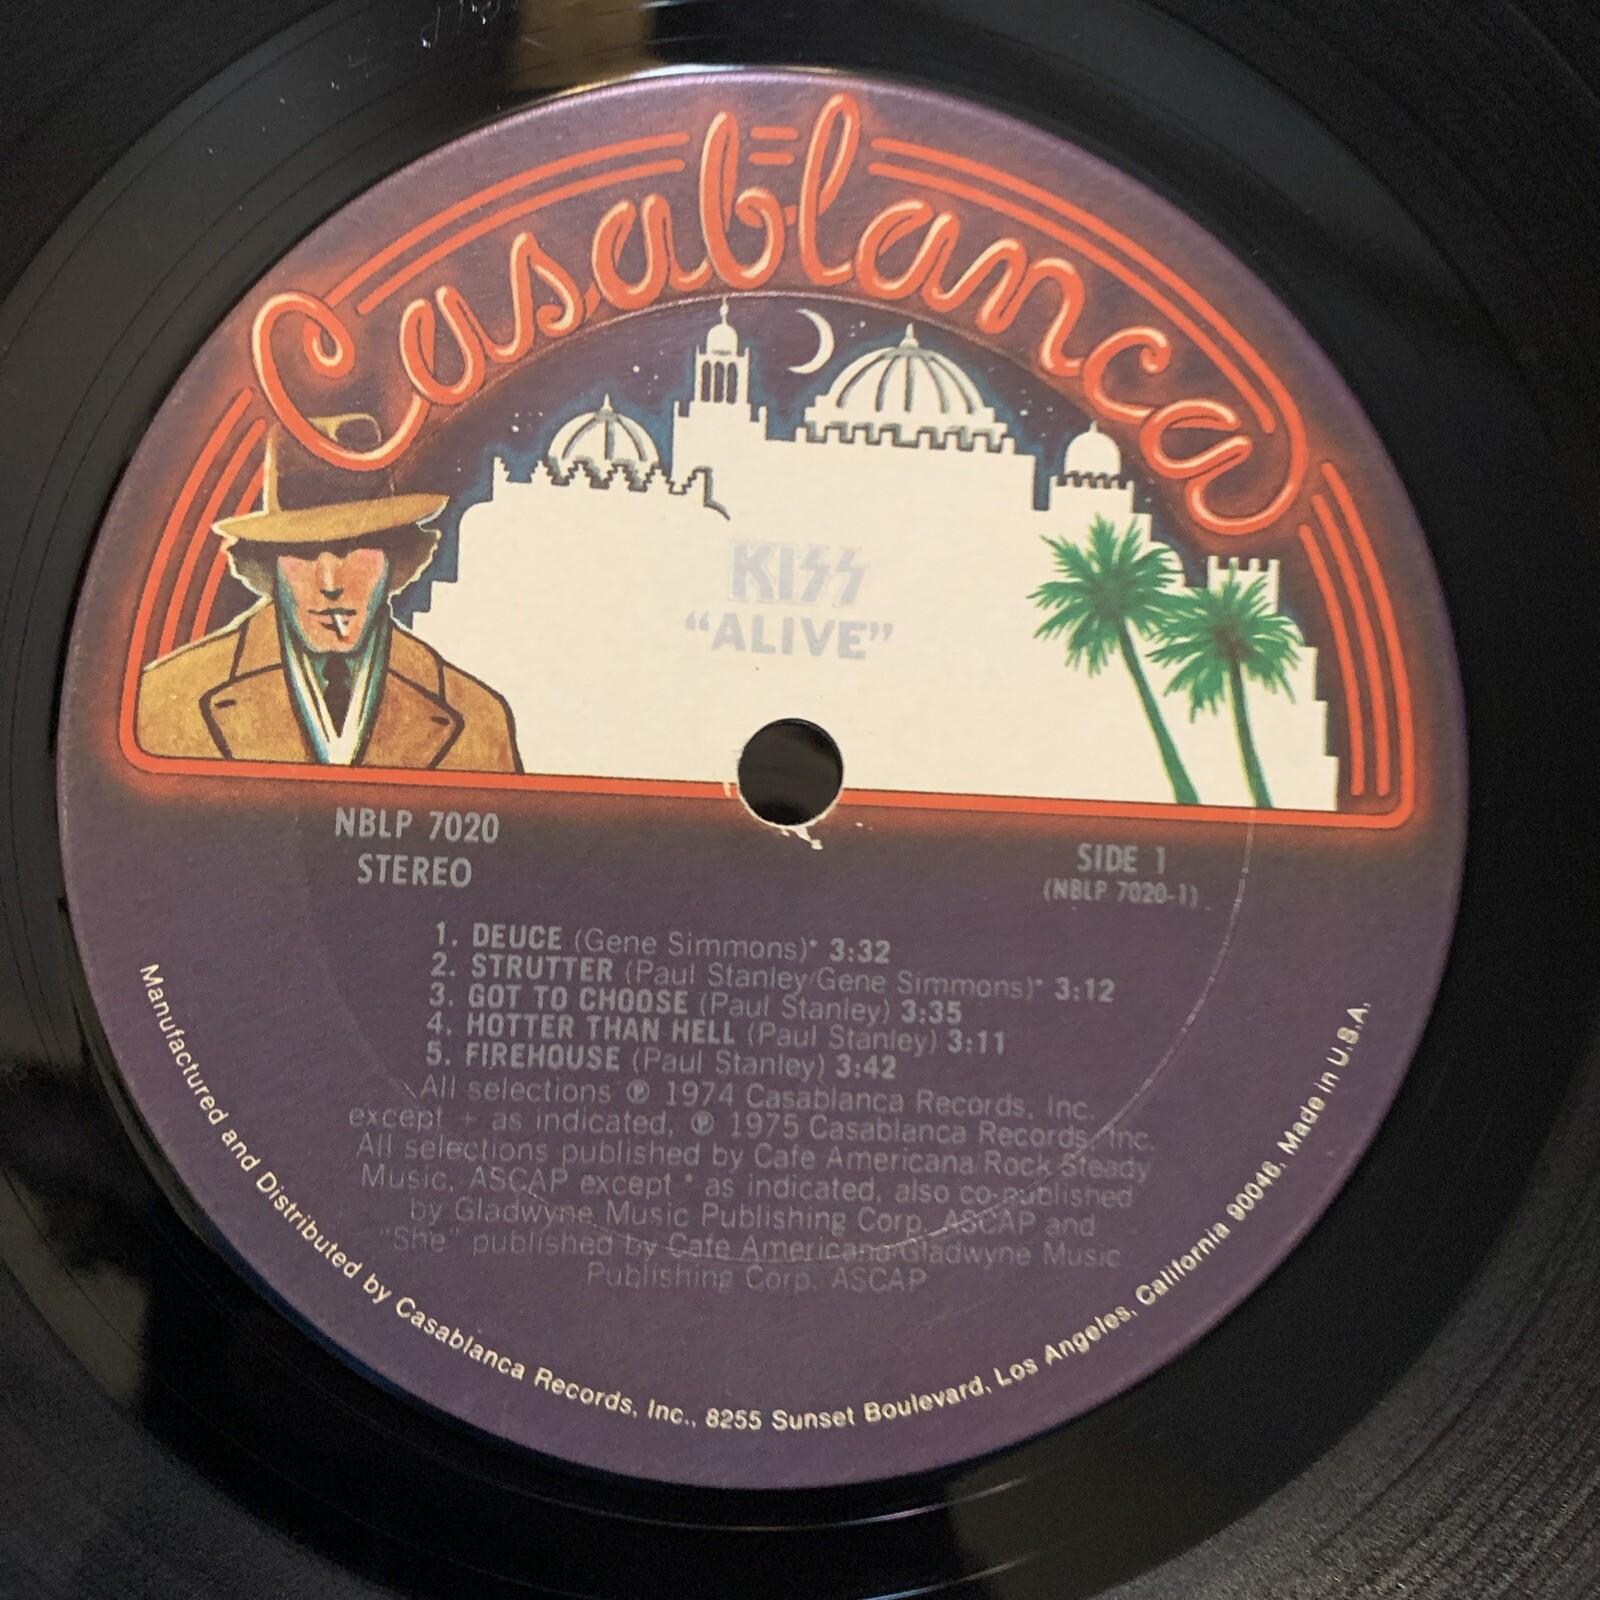 Casablanca
KISS
“ALIVE”
NBLP 7020
STEREO
SIDE 1
(NBLP 7020-1)
1. DEUCE (Gene Simmons)* 3:32
2. STRUTTER (Paul Stanley/Gene Simmons)* 3:12
3. GOT TO CHOOSE (Paul Stanley) 3:35
4. HOTTER THAN HELL (Paul Stanley) 3:11
5. FIREHOUSE (Paul Stanley) 3:42
All selections ℗ 1974 Casablanca Records, Inc.
except + as indicated, ℗ 1975 Casablanca Records, Inc.
All selections published by Cafe Americana/Rock Steady
Music, ASCAP except * as indicated, also co-published
by Gladwyne Music Publishing Corp. ASCAP and
“She” published by Cafe Americana/Gladwyne Music
Publishing Corp. ASCAP
Manufactured and Distributed by Casablanca Records, Inc., 8255 Sunset Boulevard, Los Angeles, California 90046, Made in U.S.A.